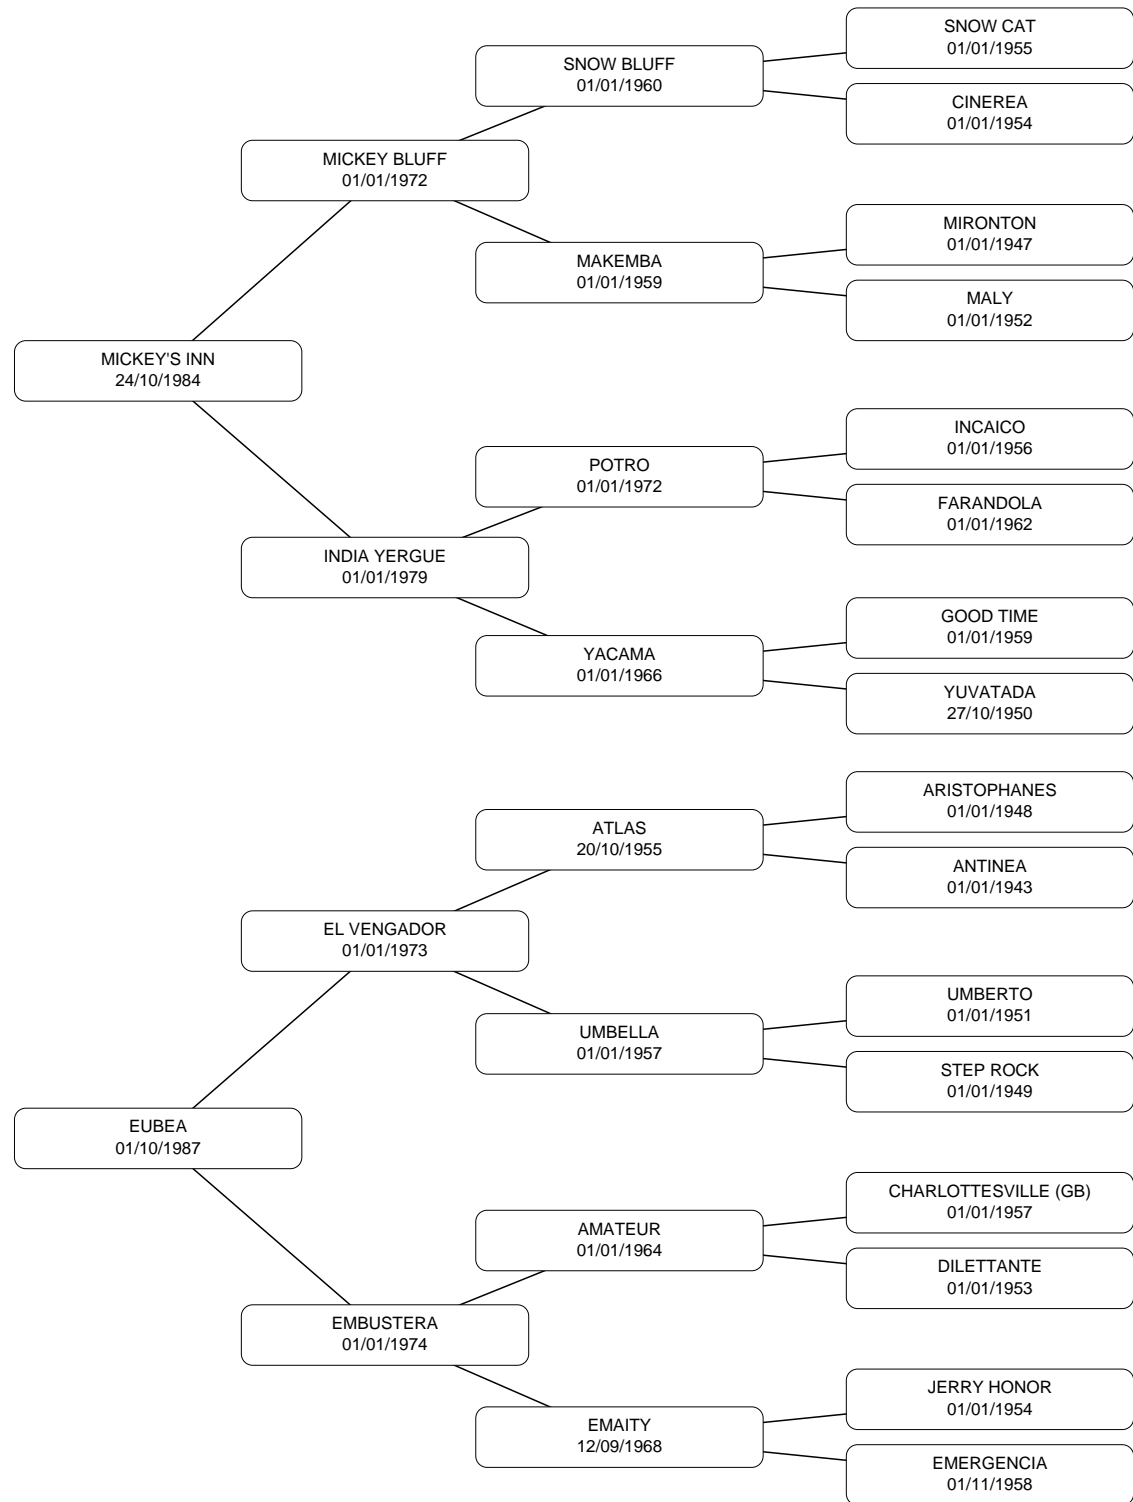 SNOW CAT
01/01/1955
SNOW BLUFF
01/01/1960
CINEREA
01/01/1954
MICKEY BLUFF
01/01/1972
MIRONTON
01/01/1947
MAKEMBA
01/01/1959
MALY
01/01/1952
MICKEY'S INN
24/10/1984
INCAICO
01/01/1956
POTRO
01/01/1972
FARANDOLA
01/01/1962
INDIA YERGUE
01/01/1979
GOOD TIME
01/01/1959
YACAMA
01/01/1966
YUVATADA
27/10/1950
ARISTOPHANES
01/01/1948
ATLAS
20/10/1955
ANTINEA
01/01/1943
EL VENGADOR
01/01/1973
UMBERTO
01/01/1951
UMBELLA
01/01/1957
STEP ROCK
01/01/1949
EUBEA
01/10/1987
CHARLOTTESVILLE (GB)
01/01/1957
AMATEUR
01/01/1964
DILETTANTE
01/01/1953
EMBUSTERA
01/01/1974
JERRY HONOR
01/01/1954
EMAITY
12/09/1968
EMERGENCIA
01/11/1958